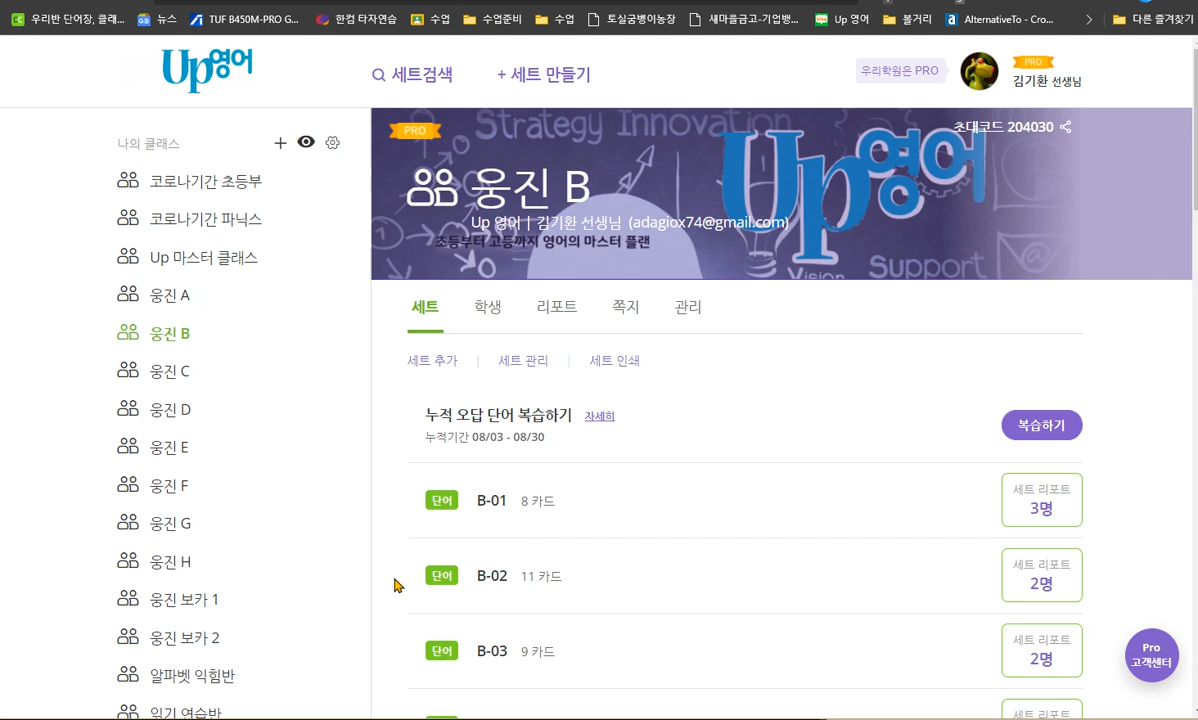 우리반 단어장, 클래... 뉴스 TUF B450M-PRO G... 한컴 타자연습 수업 수업준비 수업 토실굼벵이농장 새마을금고-기업뱅... Up 영어 볼거리 AlternativeTo - Cro... 다른 즐겨찾기
Up영어
세트검색
+ 세트 만들기
우리학원은 PRO
PRO
김기환 선생님
나의 클래스
코로나기간 초등부
코로나기간 파닉스
Up 마스터 클래스
웅진 A
웅진 B
웅진 C
웅진 D
웅진 E
웅진 F
웅진 G
웅진 H
웅진 보카 1
웅진 보카 2
알파벳 익힘반
읽기 연습반
PRO
Strategy Innovation
초대코드 204030
웅진 B
Up영어
Up 영어 | 김기환 선생님 (adagiox74@gmail.com)
초등부터 고등까지 영어의 마스터 플랜
Vision
Support
세트 학생 리포트 쪽지 관리
세트 추가 | 세트 관리 | 세트 인쇄
누적 오답 단어 복습하기 자세히
누적기간 08/03 - 08/30
복습하기
단어 B-01 8 카드
세트 리포트
3명
단어 B-02 11 카드
세트 리포트
2명
단어 B-03 9 카드
세트 리포트
2명
세트 리포트
Pro
고객센터